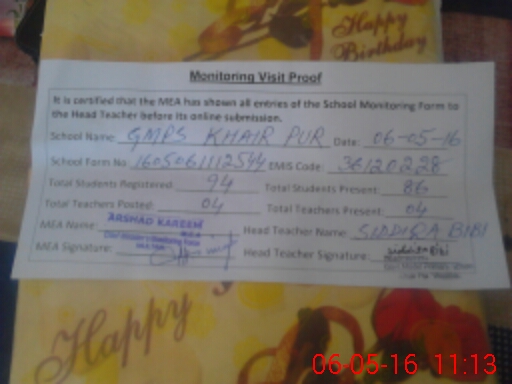 Happy
Birthday
Monitoring Visit Proof
It is certified that the MEA has shown all entries of the School Monitoring Form to
the Head Teacher before its online submission.
School Name: GMPS KHAIR PUR Date: 06-05-16
School Form No: 1605061112544 EMIS Code: 36120228
Total Students Registered: 94 Total Students Present: 86
Total Teachers Posted: 04 Total Teachers Present: 04
MEA Name: ARSHAD KAREEM Head Teacher Name: SIDDIQA BIBI
MEA Signature: Head Teacher Signature:
Happy
06-05-16 11:13